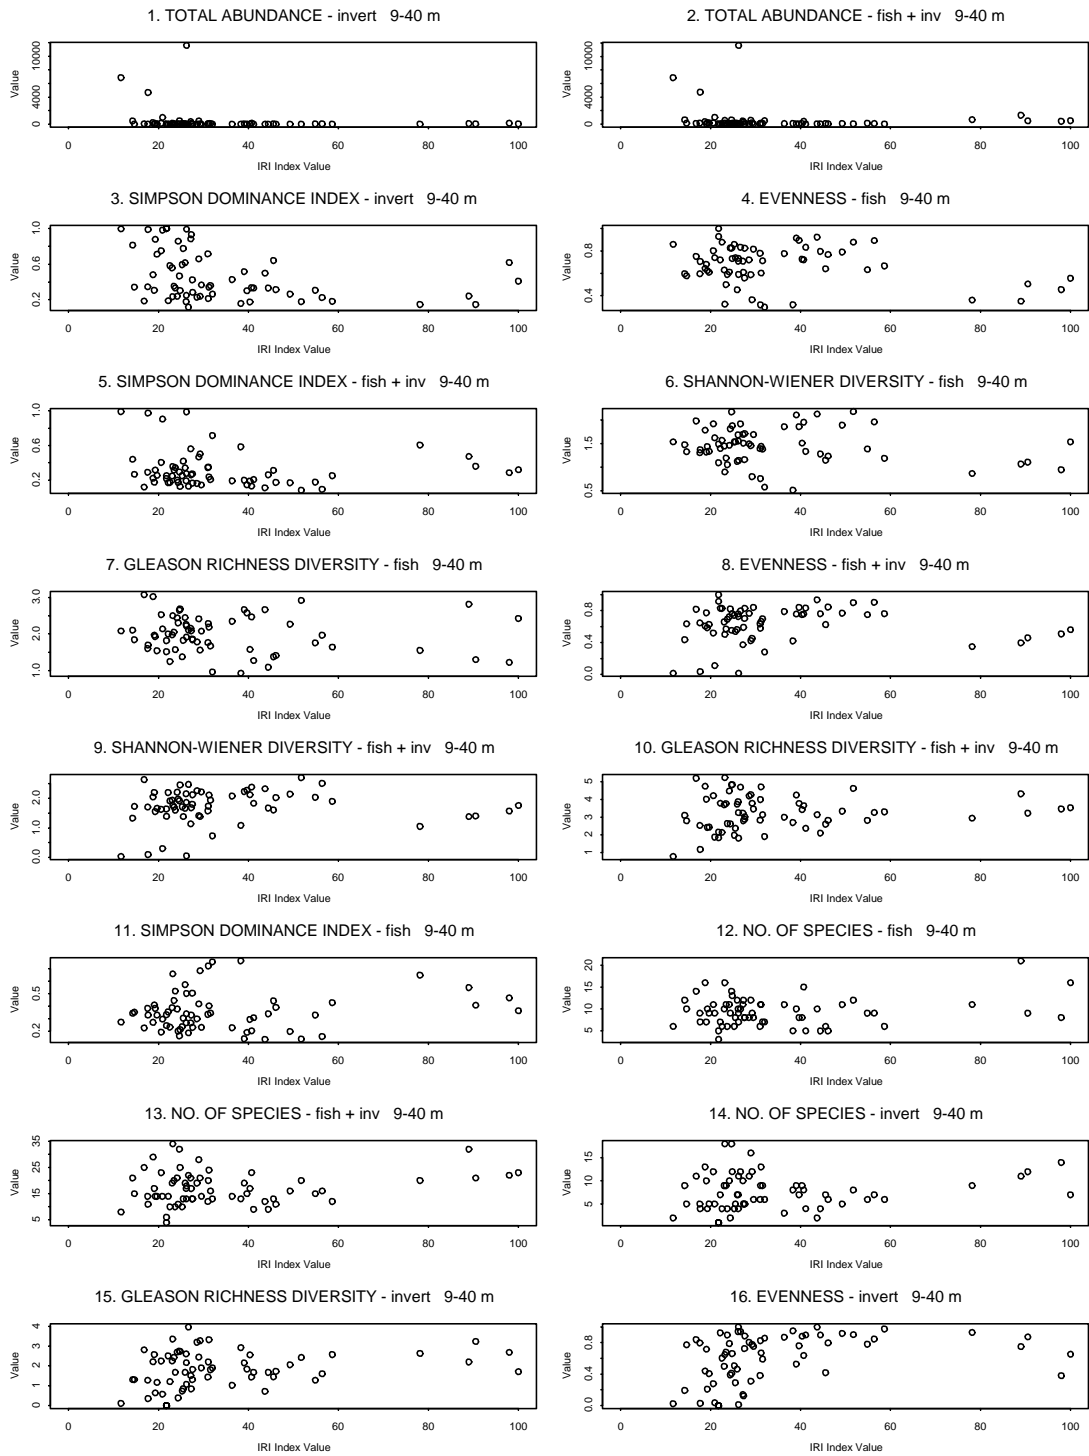 1. TOTAL ABUNDANCE - invert 9-40 m
2. TOTAL ABUNDANCE - fish + inv 9-40 m
Value
0 4000 10000
0 20 40 60 80 100
IRI Index Value
Value
0 4000 10000
0 20 40 60 80 100
IRI Index Value
3. SIMPSON DOMINANCE INDEX - invert 9-40 m
4. EVENNESS - fish 9-40 m
Value
0.2 0.6 1.0
0 20 40 60 80 100
IRI Index Value
Value
0.4 0.8
0 20 40 60 80 100
IRI Index Value
5. SIMPSON DOMINANCE INDEX - fish + inv 9-40 m
6. SHANNON-WIENER DIVERSITY - fish 9-40 m
Value
0.2 0.6 1.0
0 20 40 60 80 100
IRI Index Value
Value
0.5 1.5
0 20 40 60 80 100
IRI Index Value
7. GLEASON RICHNESS DIVERSITY - fish 9-40 m
8. EVENNESS - fish + inv 9-40 m
Value
1.0 2.0 3.0
0 20 40 60 80 100
IRI Index Value
Value
0.0 0.4 0.8
0 20 40 60 80 100
IRI Index Value
9. SHANNON-WIENER DIVERSITY - fish + inv 9-40 m
10. GLEASON RICHNESS DIVERSITY - fish + inv 9-40 m
Value
0.0 1.0 2.0
0 20 40 60 80 100
IRI Index Value
Value
1 2 3 4 5
0 20 40 60 80 100
IRI Index Value
11. SIMPSON DOMINANCE INDEX - fish 9-40 m
12. NO. OF SPECIES - fish 9-40 m
Value
0.2 0.5
0 20 40 60 80 100
IRI Index Value
Value
5 10 15 20
0 20 40 60 80 100
IRI Index Value
13. NO. OF SPECIES - fish + inv 9-40 m
14. NO. OF SPECIES - invert 9-40 m
Value
5 15 25 35
0 20 40 60 80 100
IRI Index Value
Value
5 10 15
0 20 40 60 80 100
IRI Index Value
15. GLEASON RICHNESS DIVERSITY - invert 9-40 m
16. EVENNESS - invert 9-40 m
Value
0 1 2 3 4
0 20 40 60 80 100
IRI Index Value
Value
0.0 0.4 0.8
0 20 40 60 80 100
IRI Index Value